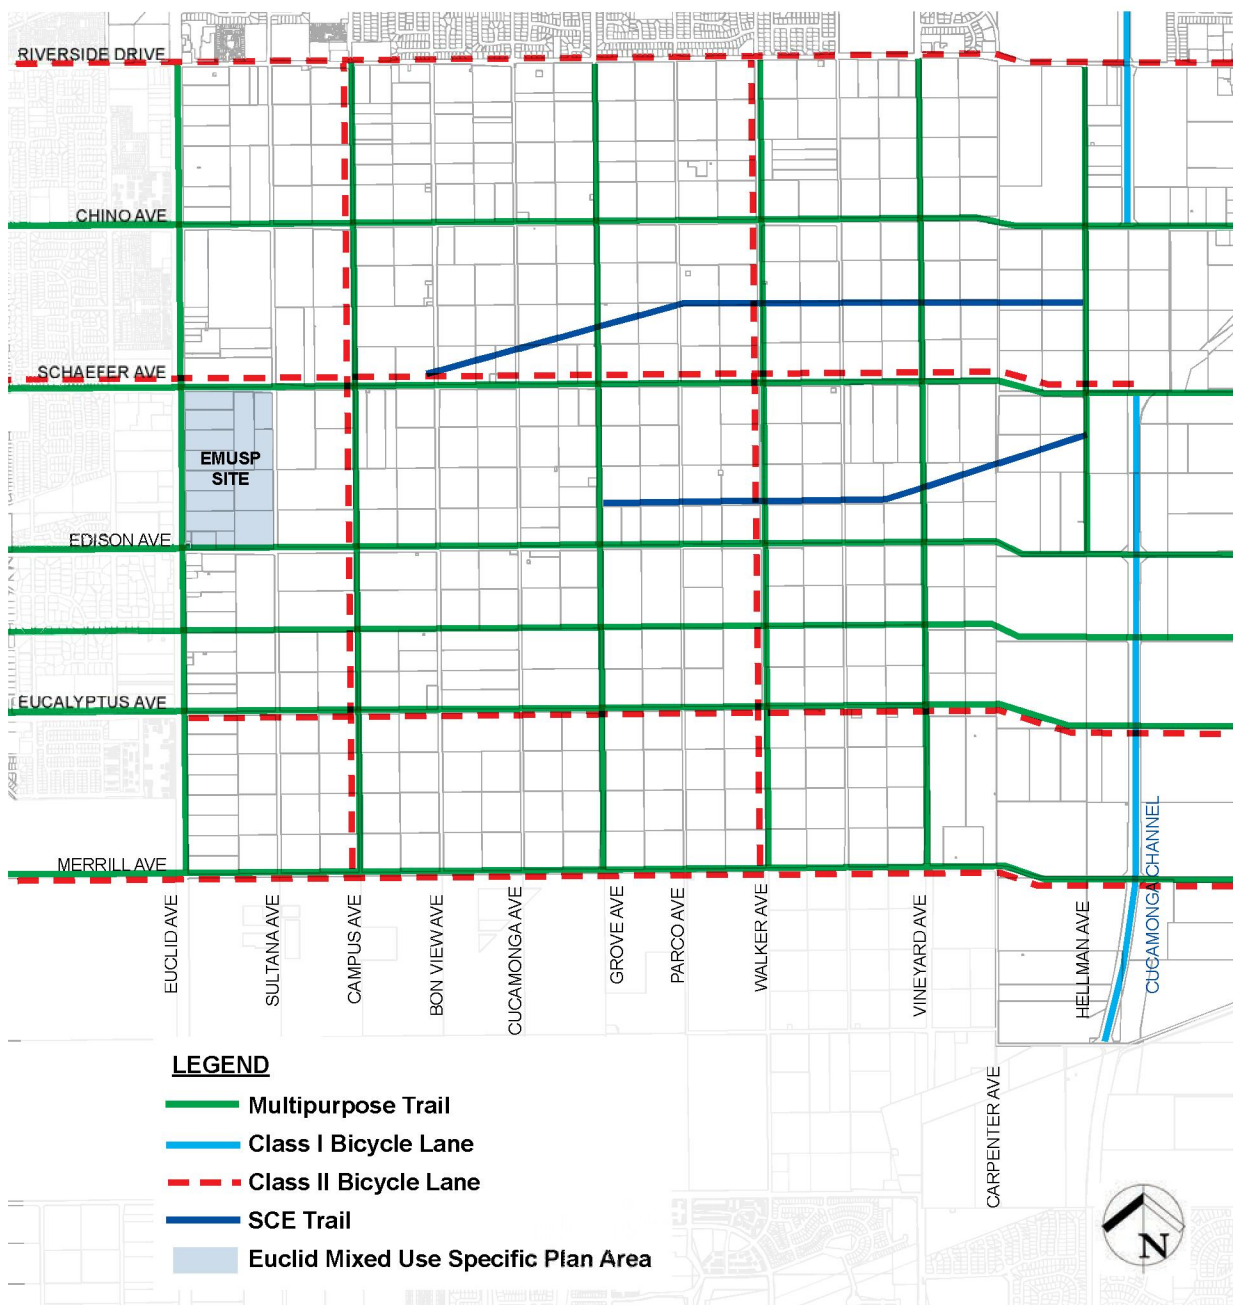 RIVERSIDE DRIVE
CHINO AVE
SCHAEFER AVE
EMUSP
SITE
EDISON AVE.
EUCALYPTUS AVE
MERRILL AVE
EUCLID AVE
SULTANA AVE
CAMPUS AVE
BON VIEW AVE
CUCAMONGA AVE
GROVE AVE
PARCO AVE
WALKER AVE
VINEYARD AVE
HELLMAN AVE
CUCAMONGA CHANNEL
CARPENTER AVE
LEGEND
Multipurpose Trail
Class I Bicycle Lane
Class II Bicycle Lane
SCE Trail
Euclid Mixed Use Specific Plan Area
N